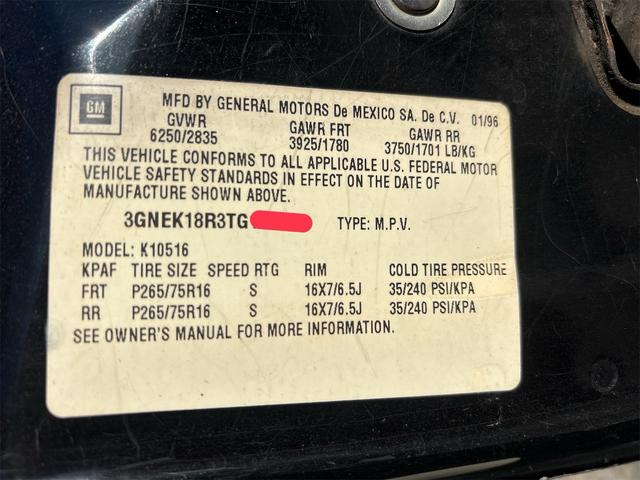 GM
MFD BY GENERAL MOTORS De MEXICO SA. De C.V. 01/96
GVWR GAWR FRT GAWR RR
6250/2835 3925/1780 3750/1701 LB/KG
THIS VEHICLE CONFORMS TO ALL APPLICABLE U.S. FEDERAL MOTOR
VEHICLE SAFETY STANDARDS IN EFFECT ON THE DATE OF
MANUFACTURE SHOWN ABOVE.
3GNEK18R3TG TYPE: M.P.V.
MODEL: K10516
KPAF TIRE SIZE SPEED RTG RIM COLD TIRE PRESSURE
FRT P265/75R16 S 16X7/6.5J 35/240 PSI/KPA
RR P265/75R16 S 16X7/6.5J 35/240 PSI/KPA
SEE OWNER'S MANUAL FOR MORE INFORMATION.